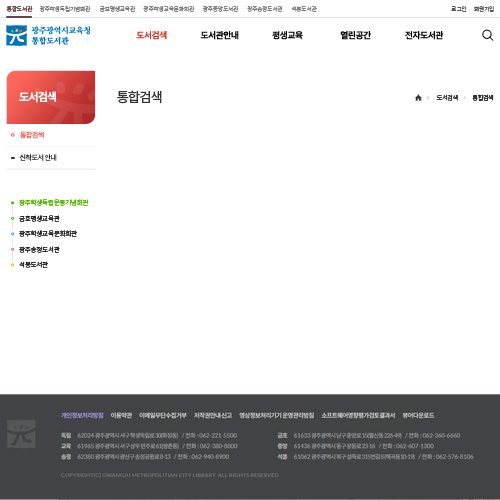 통합도서관 광주학생독립기념회관 금호평생교육관 광주학생교육문화회관 광주중앙도서관 광주송정도서관 석봉도서관 로그인 회원가입
광주광역시교육청
통합도서관
도서검색 도서관안내 평생교육 열린공간 전자도서관
도서검색
통합검색
도서검색 통합검색
통합검색
신착도서 안내
광주학생독립운동기념회관
금호평생교육관
광주학생교육문화회관
광주송정도서관
석봉도서관
개인정보처리방침 이용약관 이메일무단수집거부 저작권안내·신고 영상정보처리기기 운영관리방침 소프트웨어영향평가검토결과서 뷰어다운로드
독립 62024 광주광역시 서구 학생독립로 30(화정동) / 전화 : 062-221-5500
금호 61633 광주광역시 남구 중앙로 15(월산동 226-49) / 전화 : 062-360-6660
교육 61965 광주광역시 서구 상무민주로 61(쌍촌동) / 전화 : 062-380-8800
중앙 61436 광주광역시 동구 장동로 23-16 / 전화 : 062-607-1300
송정 62380 광주광역시 광산구 송정공원로 8-13 / 전화 : 062-940-8900
석봉 61062 광주광역시 북구 설죽로 315번길 / 전화 : 062-576-8106
COPYRIGHT(C) GWANGJU METROPOLITIAN CITY LIBRARY. ALL RIGHTS RESERVED.